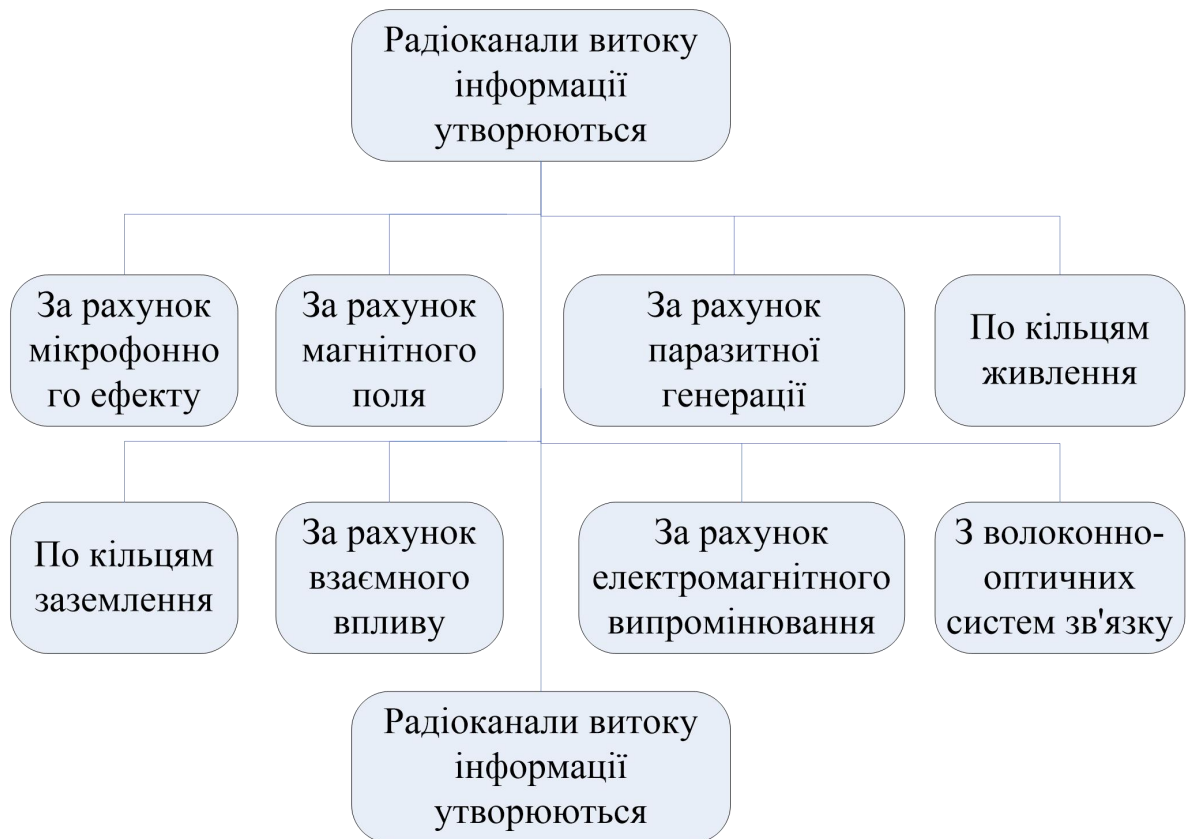 Радіоканали витоку
інформації
утворюються
За рахунок
мікрофонно
го ефекту
За рахунок
магнітного
поля
За рахунок
паразитної
генерації
По кільцям
живлення
По кільцям
заземлення
За рахунок
взаємного
впливу
За рахунок
електромагнітного
випромінювання
З волоконно-
оптичних
систем зв'язку
Радіоканали витоку
інформації
утворюються